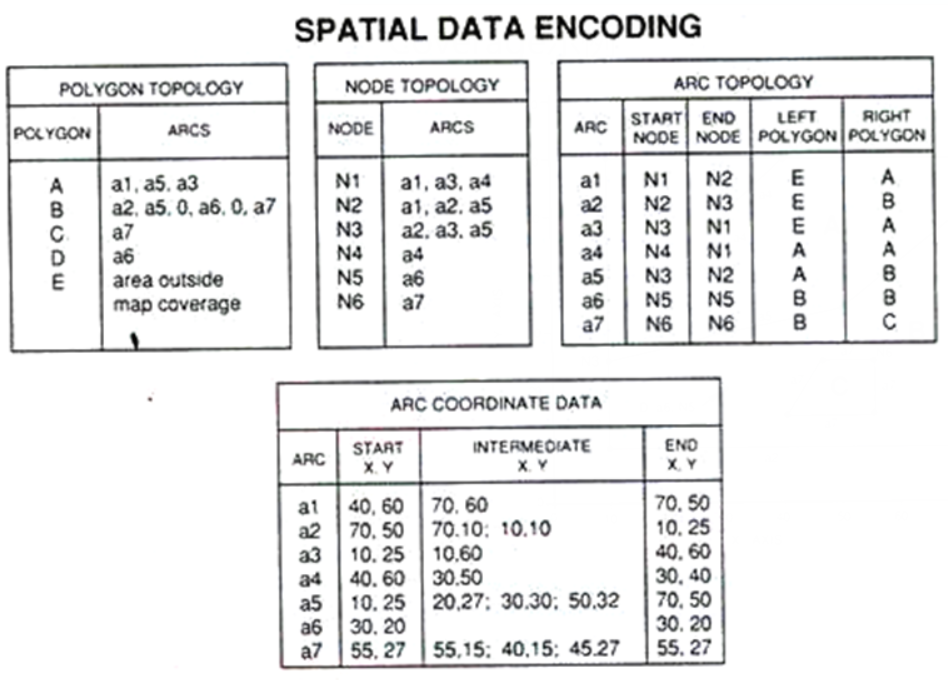 SPATIAL DATA ENCODING
POLYGON TOPOLOGY
POLYGON ARCS
A a1, a5, a3
B a2, a5, 0, a6, 0, a7
C a7
D a6
E area outside
map coverage
NODE TOPOLOGY
NODE ARCS
N1 a1, a3, a4
N2 a1, a2, a5
N3 a2, a3, a5
N4 a4
N5 a6
N6 a7
ARC TOPOLOGY
ARC START NODE END NODE LEFT POLYGON RIGHT POLYGON
a1 N1 N2 E A
a2 N2 N3 E B
a3 N3 N1 E A
a4 N4 N1 A A
a5 N3 N2 A B
a6 N5 N5 B B
a7 N6 N6 B C
ARC COORDINATE DATA
ARC START X, Y INTERMEDIATE X, Y END X, Y
a1 40, 60 70, 60 70, 50
a2 70, 50 70,10; 10,10 10, 25
a3 10, 25 10,60 40, 60
a4 40, 60 30,50 30, 40
a5 10, 25 20,27; 30,30; 50,32 70, 50
a6 30, 20 30, 20
a7 55, 27 55,15; 40,15; 45,27 55, 27